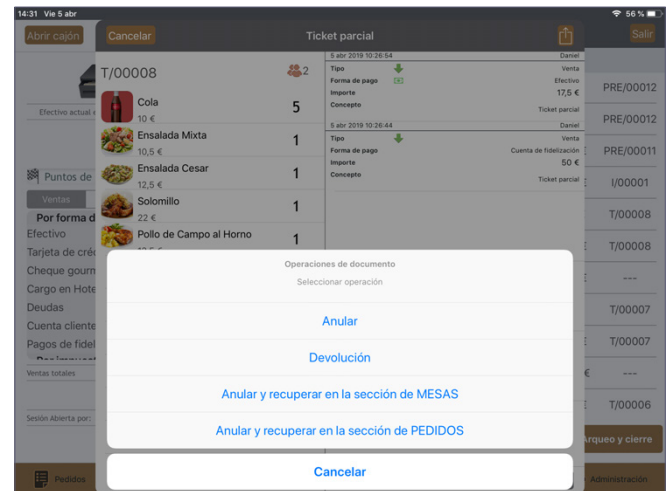 14:31 Vie 5 abr
56 %
Abrir cajón
Cancelar
Ticket parcial
Salir
Efectivo actual
Puntos de
Ventas
Por forma d
Efectivo
Tarjeta de cré
Cheque gourm
Cargo en Hote
Deudas
Cuenta cliente
Pagos de fidel
Ventas totales
Sesión Abierta por:
T/00008
2
Cola
10 €
5
Ensalada Mixta
10,5 €
1
Ensalada Cesar
12,5 €
1
Solomillo
22 €
1
Pollo de Campo al Horno
1
5 abr 2019 10:26:54 Daniel
Tipo Venta
Forma de pago Efectivo
Importe 17,5 €
Concepto Ticket parcial
5 abr 2019 10:26:44 Daniel
Tipo Venta
Forma de pago Cuenta de fidelización
Importe 50 €
Concepto Ticket parcial
PRE/00012
PRE/00012
PRE/00011
I/00001
T/00008
T/00008
---
T/00007
T/00007
€ ---
T/00006
Arqueo y cierre
Operaciones de documento
Seleccionar operación
Anular
Devolución
Anular y recuperar en la sección de MESAS
Anular y recuperar en la sección de PEDIDOS
Cancelar
Pedidos
Administración